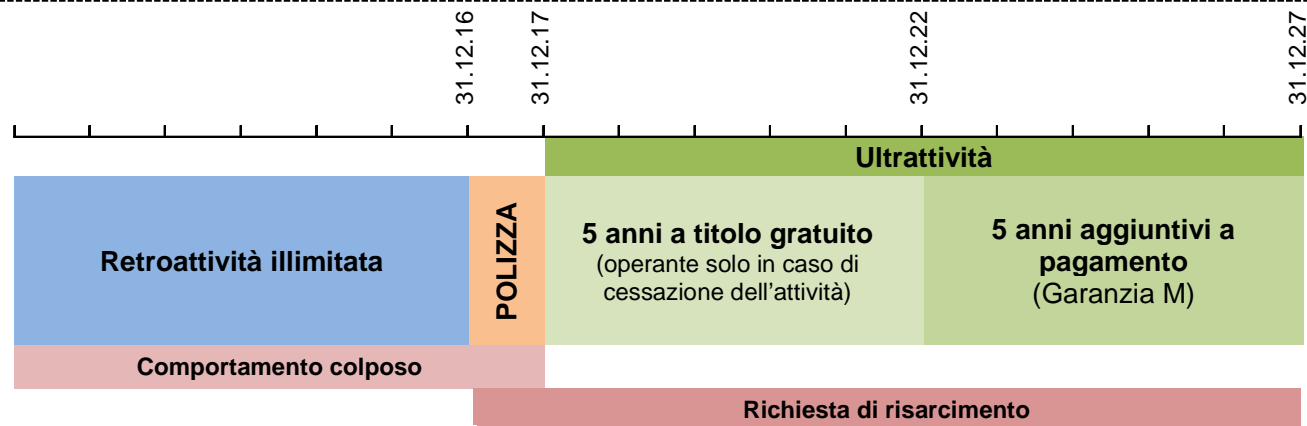 31.12.16
31.12.17
31.12.22
31.12.27
Ultrattività
Retroattività illimitata
POLIZZA
5 anni a titolo gratuito
(operante solo in caso di
cessazione dell'attività)
5 anni aggiuntivi a
pagamento
(Garanzia M)
Comportamento colposo
Richiesta di risarcimento